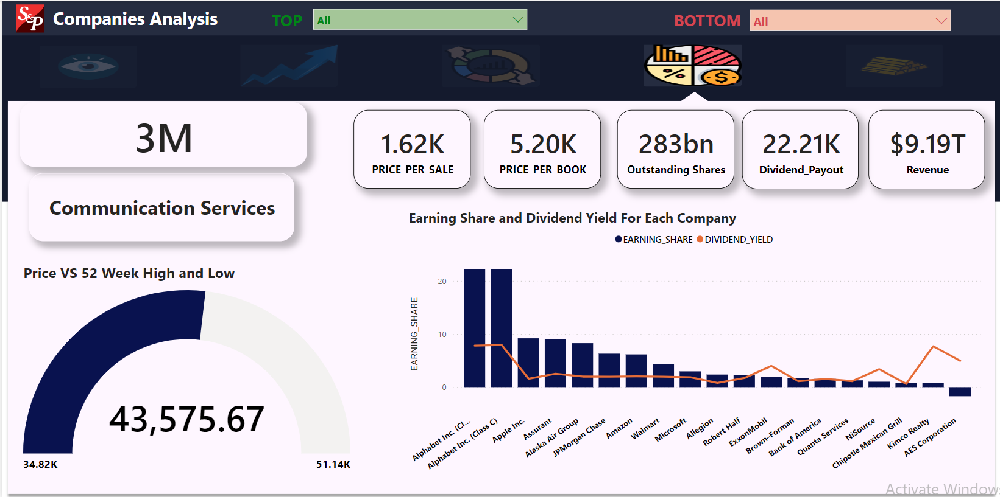 S&P
Companies Analysis
TOP
All
BOTTOM
All
%
$
3M
Communication Services
1.62K
PRICE_PER_SALE
5.20K
PRICE_PER_BOOK
283bn
Outstanding Shares
22.21K
Dividend_Payout
$9.19T
Revenue
Price VS 52 Week High and Low
43,575.67
34.82K
51.14K
Earning Share and Dividend Yield For Each Company
EARNING_SHARE
DIVIDEND_YIELD
EARNING_SHARE
20
10
0
Alphabet Inc. (Cl...
Alphabet Inc. (Class C)
Apple Inc.
Assurant
Alaska Air Group
JPMorgan Chase
Amazon
Walmart
Microsoft
Allegion
Robert Half
ExxonMobil
Brown–Forman
Bank of America
Quanta Services
NiSource
Chipotle Mexican Grill
Kimco Realty
AES Corporation
Activate Windows